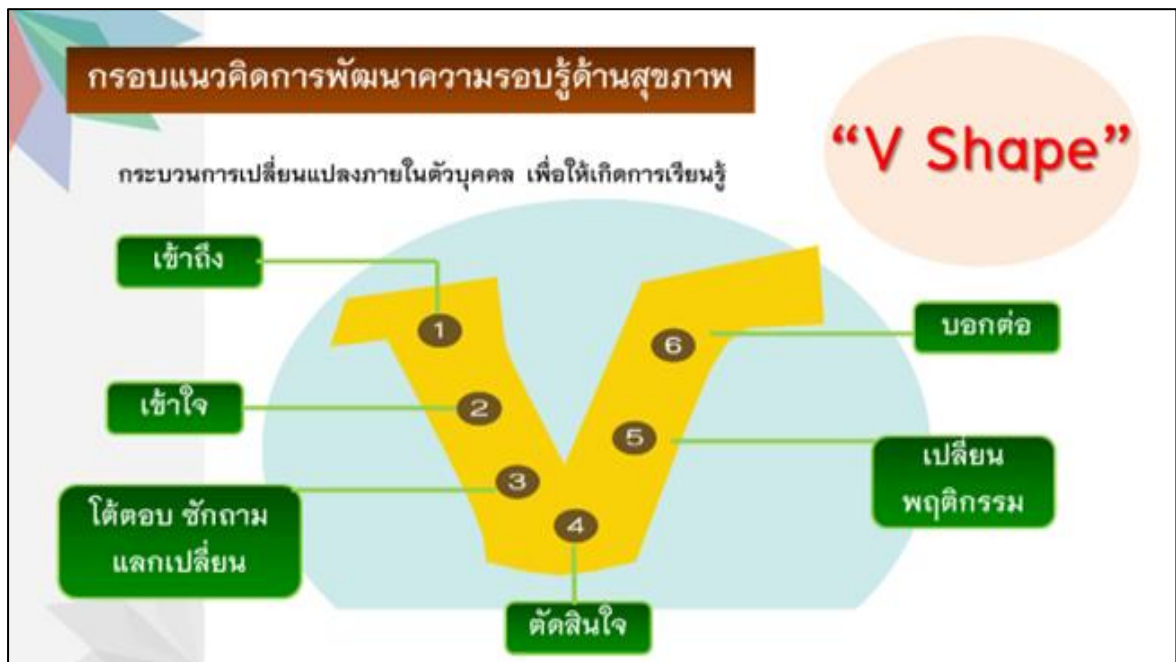 กรอบแนวคิดการพัฒนาความรอบรู้ด้านสุขภาพ
“V Shape”
กระบวนการเปลี่ยนแปลงภายในตัวบุคคล เพื่อให้เกิดการเรียนรู้
เข้าถึง
1
เข้าใจ
2
โต้ตอบ ซักถาม
แลกเปลี่ยน
3
4
ตัดสินใจ
5
เปลี่ยน
พฤติกรรม
6
บอกต่อ